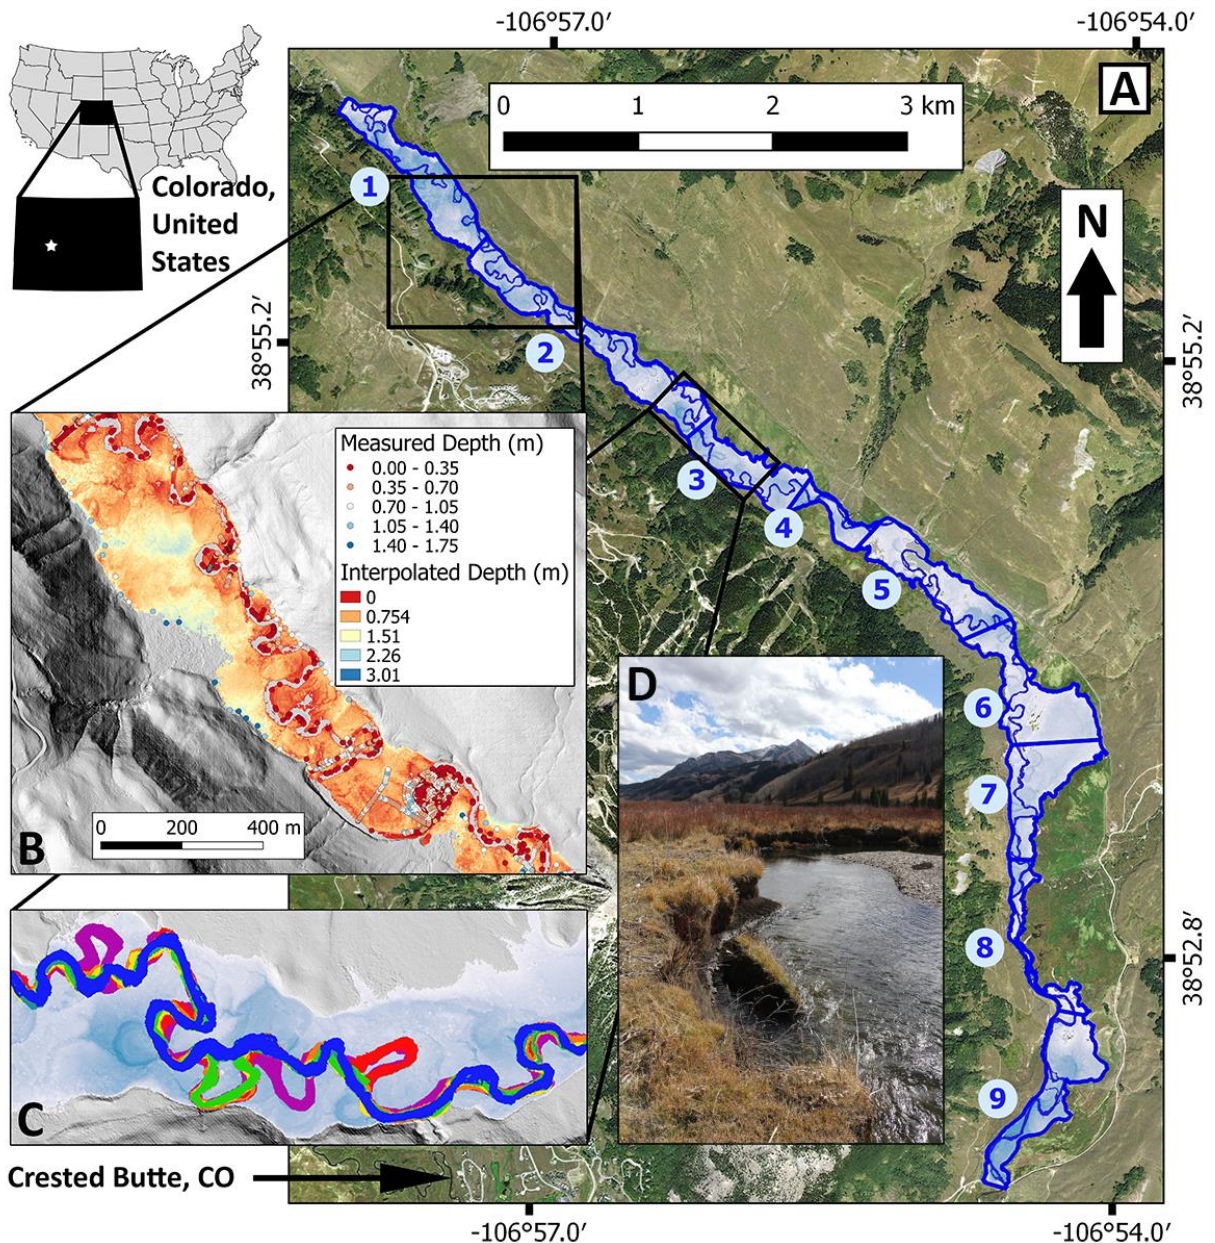 -106°57.0′
-106°54.0′
A
0 1 2 3 km
Colorado,
United
States
N
1
38°55.2′
38°55.2′
2
Measured Depth (m)
0.00 - 0.35
0.35 - 0.70
0.70 - 1.05
1.05 - 1.40
1.40 - 1.75
Interpolated Depth (m)
0
0.754
1.51
2.26
3.01
3
4
5
D
6
7
0 200 400 m
B
8
38°52.8′
9
C
Crested Butte, CO
-106°57.0′
-106°54.0′